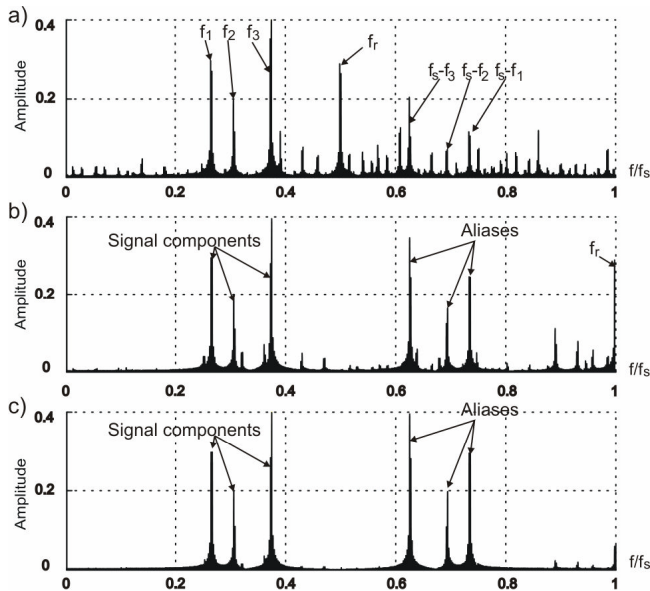 a)
0.4
f1 f2 f3 fr
fs-f3 fs-f2 fs-f1
Amplitude
0.2
0
f/fs
0 0.2 0.4 0.6 0.8 1
b)
0.4
Signal components
Aliases
fr
Amplitude
0.2
0
f/fs
0 0.2 0.4 0.6 0.8 1
c)
0.4
Signal components
Aliases
Amplitude
0.2
0
f/fs
0 0.2 0.4 0.6 0.8 1